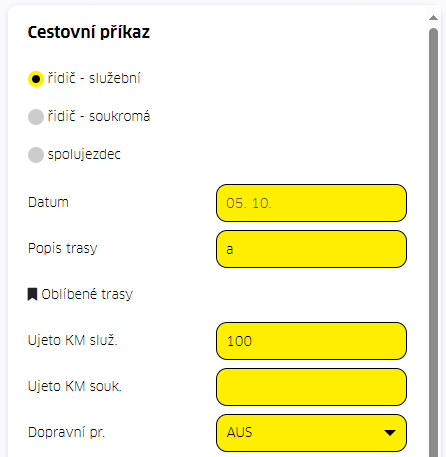 Cestovní příkaz
řidič - služební
řidič - soukromá
spolujezdec
Datum 05. 10.
Popis trasy a
Oblíbené trasy
Ujeto KM služ. 100
Ujeto KM souk.
Dopravní pr. AUS